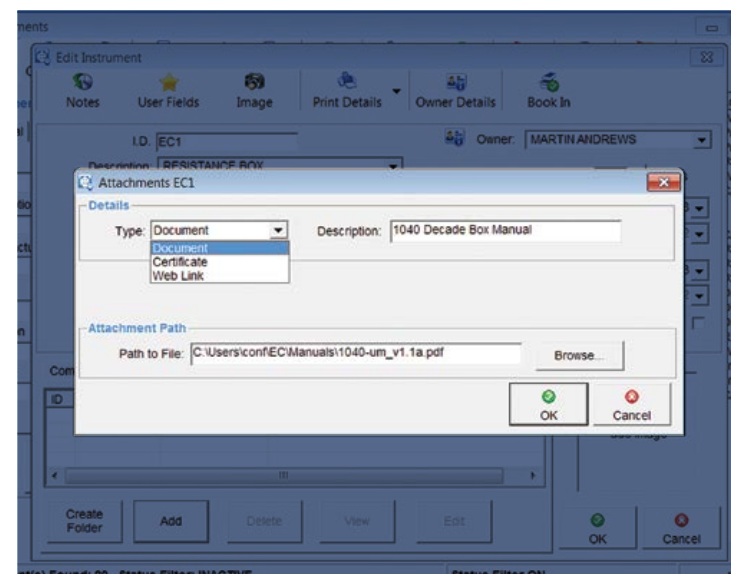 Edit Instrument
Notes User Fields Image Print Details Owner Details Book In
I.D. EC1 Owner: MARTIN ANDREWS
Description: RESISTANCE BOX
Attachments EC1
Details
Type: Document Description: 1040 Decade Box Manual
Document
Certificate
Web Link
Attachment Path
Path to File: C:\Users\conf\EC\Manuals\1040-um_v1.1a.pdf Browse...
OK Cancel
ID
Create Folder Add Delete View Edit
OK Cancel
Status Filter: INACTIVE Status Filter ON